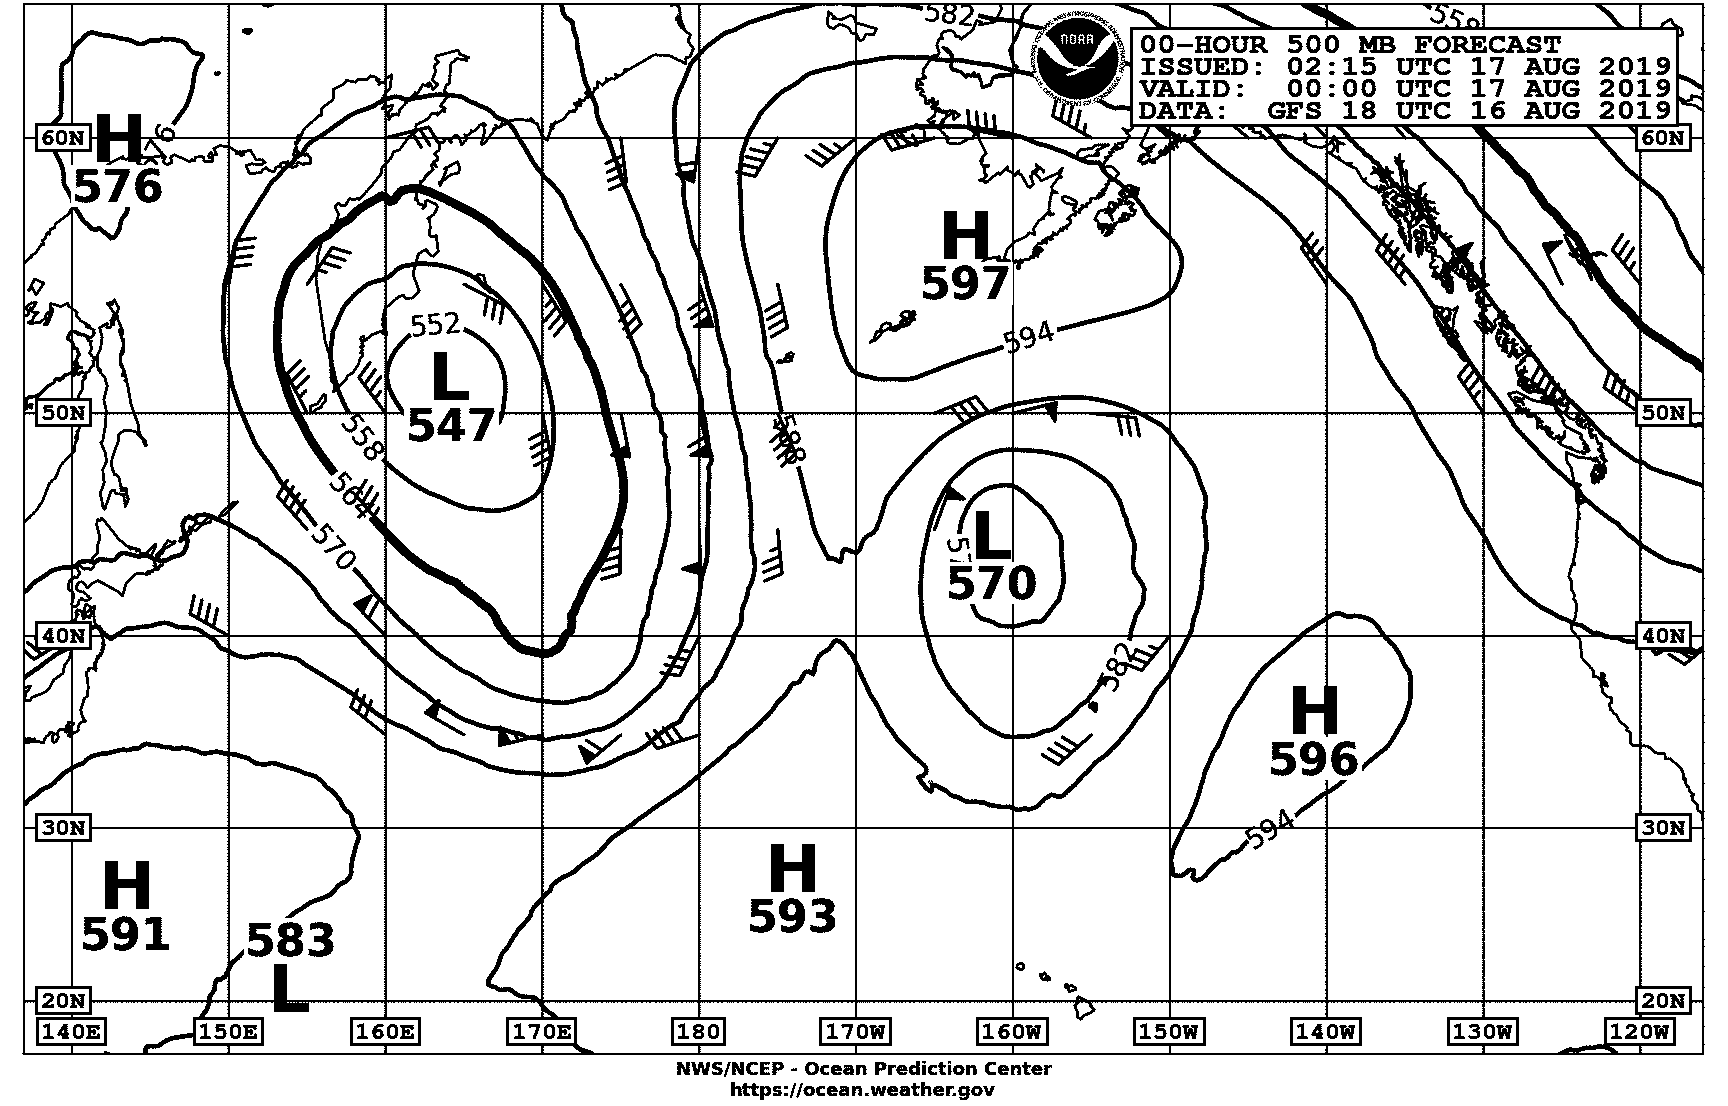 582
558
NOAA
00-HOUR 500 MB FORECAST
ISSUED: 02:15 UTC 17 AUG 2019
VALID: 00:00 UTC 17 AUG 2019
DATA: GFS 18 UTC 16 AUG 2019
60N
H
576
60N
H
597
552
L
547
594
50N
50N
558
588
564
570
L
570
40N
40N
582
H
596
30N
594
30N
H
591
H
593
583
L
20N
20N
140E 150E 160E 170E 180 170W 160W 150W 140W 130W 120W
NWS/NCEP - Ocean Prediction Center
https://ocean.weather.gov